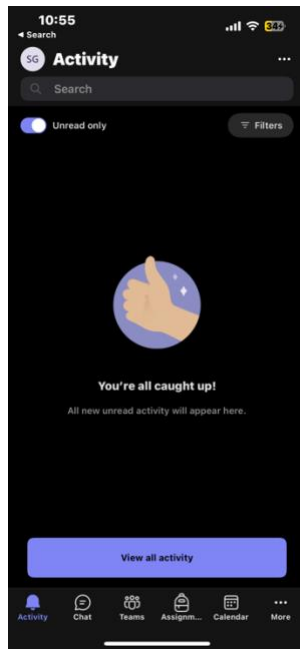 10:55
34
◀ Search
SG Activity
Search
Unread only
Filters
You're all caught up!
All new unread activity will appear here.
View all activity
Activity Chat Teams Assignm... Calendar More